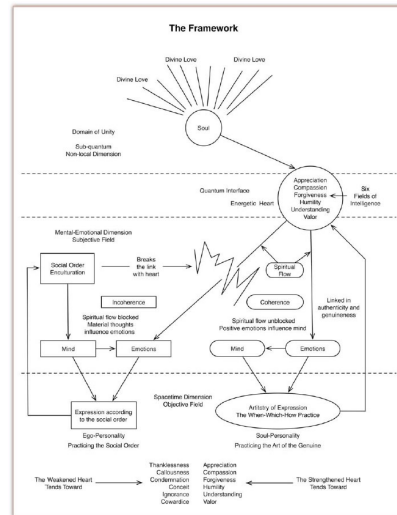 The Framework
Divine Love
Divine Love
Divine Love
Divine Love
Soul
Domain of Unity
Sub-quantum
Non-local Dimension
Quantum Interface
Energetic Heart
Appreciation
Compassion
Forgiveness
Humility
Understanding
Valor
Six
Fields of
Intelligence
Mental-Emotional Dimension
Subjective Field
Social Order
Enculturation
Breaks
the link
with heart
Spiritual
Flow
Incoherence
Coherence
Linked in
authenticity and
genuineness
Spiritual flow blocked
Material thoughts
influence emotions
Spiritual flow unblocked
Positive emotions influence mind
Mind
Emotions
Mind
Emotions
Spacetime Dimension
Objective Field
Expression according
to the social order
Artistry of Expression
The When-Which-How Practice
Ego-Personality
Practicing the Social Order
Soul-Personality
Practicing the Art of the Genuine
The Weakened Heart
Tends Toward
Thanklessness
Callousness
Condemnation
Conceit
Ignorance
Cowardice
Appreciation
Compassion
Forgiveness
Humility
Understanding
Valor
The Strengthened Heart
Tends Toward